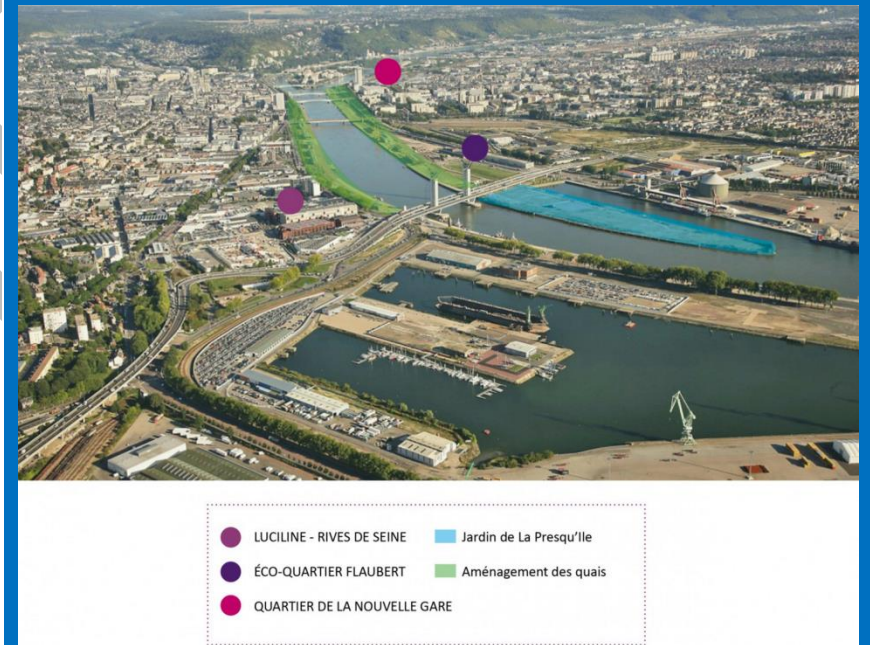 LUCILINE - RIVES DE SEINE
Jardin de La Presqu'Ile
ÉCO-QUARTIER FLAUBERT
Aménagement des quais
QUARTIER DE LA NOUVELLE GARE